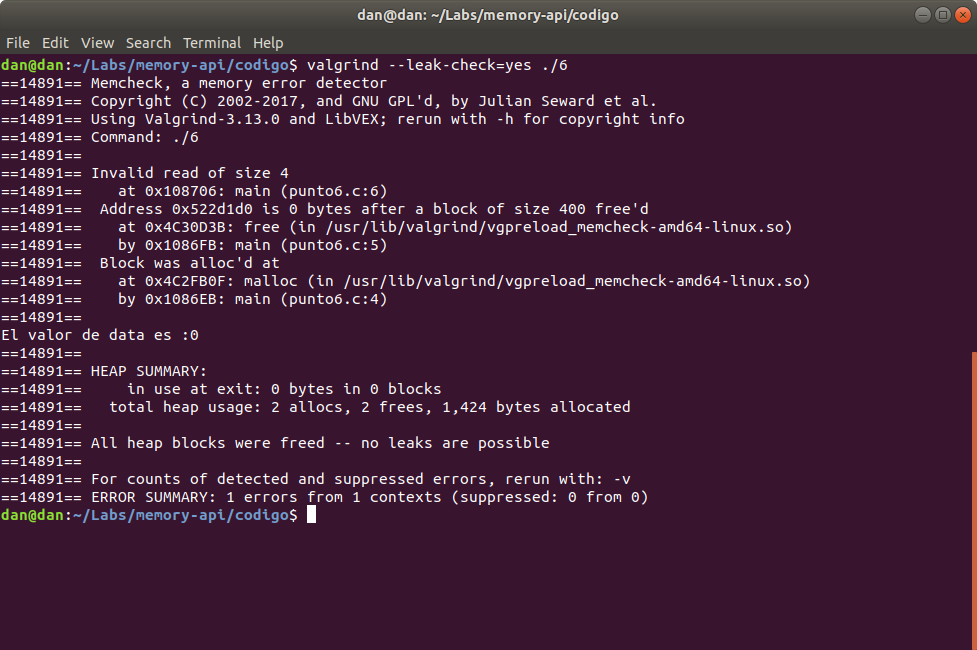 dan@dan: ~/Labs/memory-api/codigo
File Edit View Search Terminal Help
dan@dan:~/Labs/memory-api/codigo$ valgrind --leak-check=yes ./6
==14891== Memcheck, a memory error detector
==14891== Copyright (C) 2002-2017, and GNU GPL'd, by Julian Seward et al.
==14891== Using Valgrind-3.13.0 and LibVEX; rerun with -h for copyright info
==14891== Command: ./6
==14891==
==14891== Invalid read of size 4
==14891==    at 0x108706: main (punto6.c:6)
==14891==  Address 0x522d1d0 is 0 bytes after a block of size 400 free'd
==14891==    at 0x4C30D3B: free (in /usr/lib/valgrind/vgpreload_memcheck-amd64-linux.so)
==14891==    by 0x1086FB: main (punto6.c:5)
==14891==  Block was alloc'd at
==14891==    at 0x4C2FB0F: malloc (in /usr/lib/valgrind/vgpreload_memcheck-amd64-linux.so)
==14891==    by 0x1086EB: main (punto6.c:4)
==14891==
El valor de data es :0
==14891==
==14891== HEAP SUMMARY:
==14891==     in use at exit: 0 bytes in 0 blocks
==14891==   total heap usage: 2 allocs, 2 frees, 1,424 bytes allocated
==14891==
==14891== All heap blocks were freed -- no leaks are possible
==14891==
==14891== For counts of detected and suppressed errors, rerun with: -v
==14891== ERROR SUMMARY: 1 errors from 1 contexts (suppressed: 0 from 0)
dan@dan:~/Labs/memory-api/codigo$